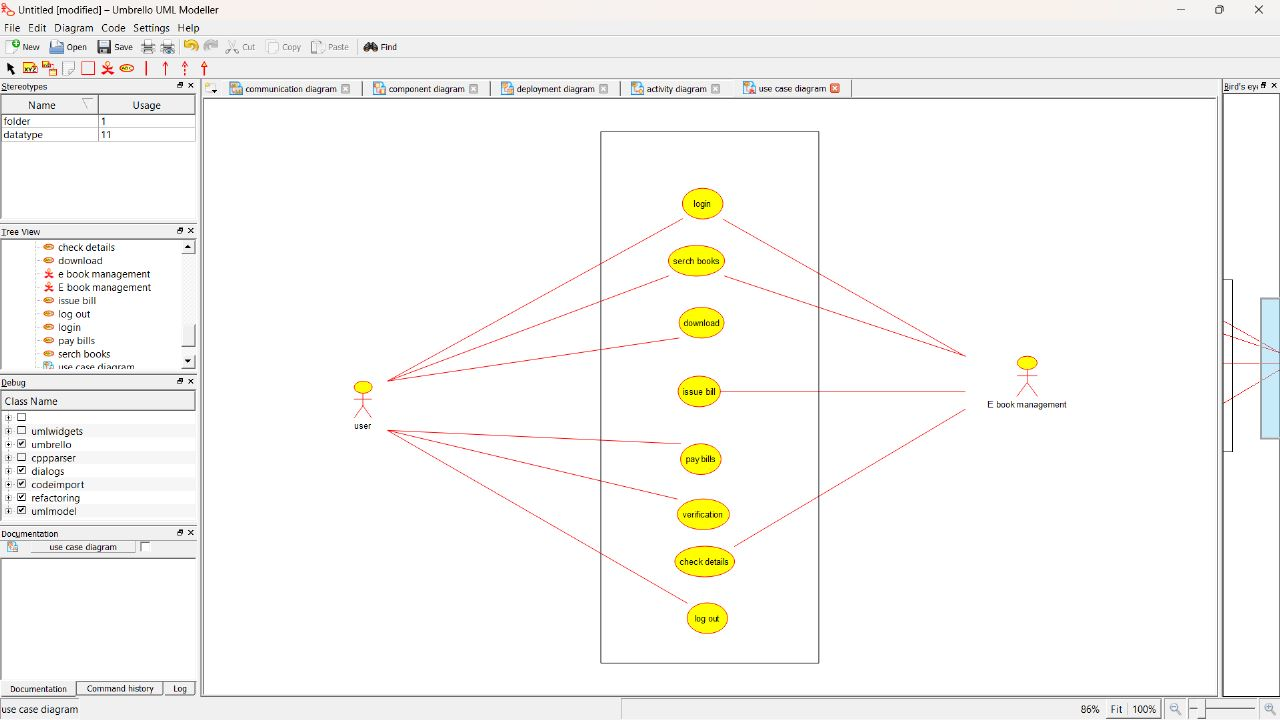 Untitled [modified] – Umbrello UML Modeller
File Edit Diagram Code Settings Help
New Open Save Cut Copy Paste Find
Stereotypes
Name Usage
folder 1
datatype 11
Tree View
check details
download
e book management
E book management
issue bill
log out
login
pay bills
serch books
use case diagram
Debug
Class Name
umlwidgets
umbrello
cppparser
dialogs
codeimport
refactoring
umlmodel
Documentation
use case diagram
Documentation Command history Log
communication diagram component diagram deployment diagram activity diagram use case diagram
login
serch books
download
issue bill
pay bills
verification
check details
log out
user
E book management
Bird's eye
use case diagram
86% Fit 100%